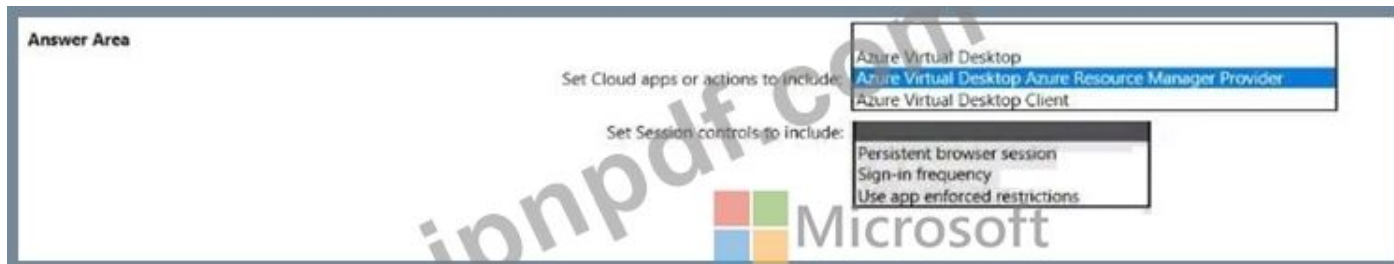 Answer Area
Set Cloud apps or actions to include:
Azure Virtual Desktop
Azure Virtual Desktop Azure Resource Manager Provider
Azure Virtual Desktop Client
Set Session controls to include:
Persistent browser session
Sign-in frequency
Use app enforced restrictions
jpnpdf.com
Microsoft